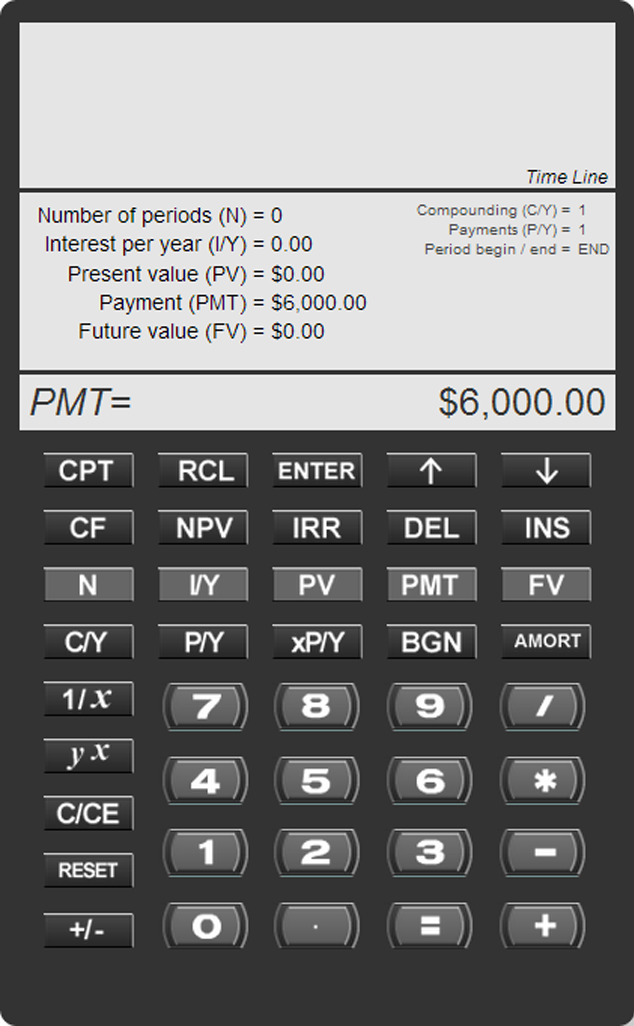 Time Line
Number of periods (N) = 0
Interest per year (I/Y) = 0.00
Present value (PV) = $0.00
Payment (PMT) = $6,000.00
Future value (FV) = $0.00
Compounding (C/Y) = 1
Payments (P/Y) = 1
Period begin / end = END
PMT= $6,000.00
CPT RCL ENTER ↑ ↓
CF NPV IRR DEL INS
N I/Y PV PMT FV
C/Y P/Y xP/Y BGN AMORT
1/x 7 8 9 /
y x 4 5 6 *
C/CE 1 2 3 -
RESET
+/- 0 . = +